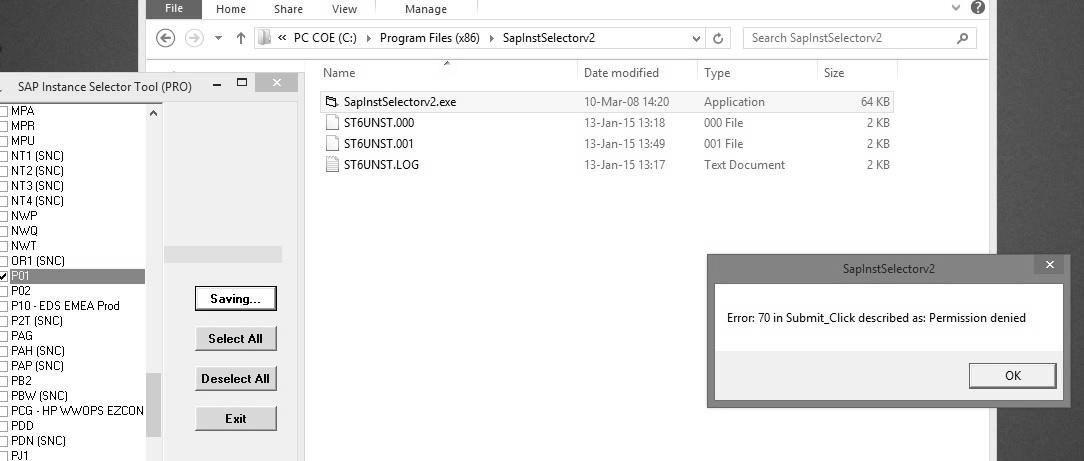 File Home Share View Manage
« PC COE (C:) Program Files (x86) SapInstSelectorv2
Search SapInstSelectorv2
Name Date modified Type Size
SapInstSelectorv2.exe 10-Mar-08 14:20 Application 64 KB
ST6UNST.000 13-Jan-15 13:18 000 File 2 KB
ST6UNST.001 13-Jan-15 13:49 001 File 2 KB
ST6UNST.LOG 13-Jan-15 13:17 Text Document 2 KB
SAP Instance Selector Tool (PRO)
MPA
MPR
MPU
NT1 (SNC)
NT2 (SNC)
NT3 (SNC)
NT4 (SNC)
NWP
NWQ
NWT
OR1 (SNC)
P01
P02
P10 - EDS EMEA Prod
P2T (SNC)
PAG
PAH (SNC)
PAP (SNC)
PB2
PBW (SNC)
PCG - HP WWOPS EZCON
PDD
PDN (SNC)
PJ1
Saving...
Select All
Deselect All
Exit
SapInstSelectorv2
Error: 70 in Submit_Click described as: Permission denied
OK